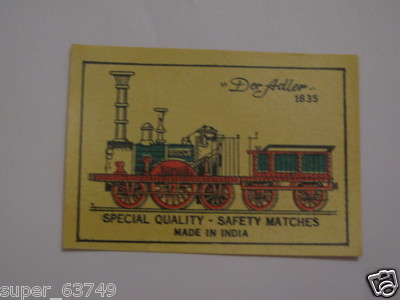 "Der Adler"
1835
SPECIAL QUALITY - SAFETY MATCHES
MADE IN INDIA
super_63749